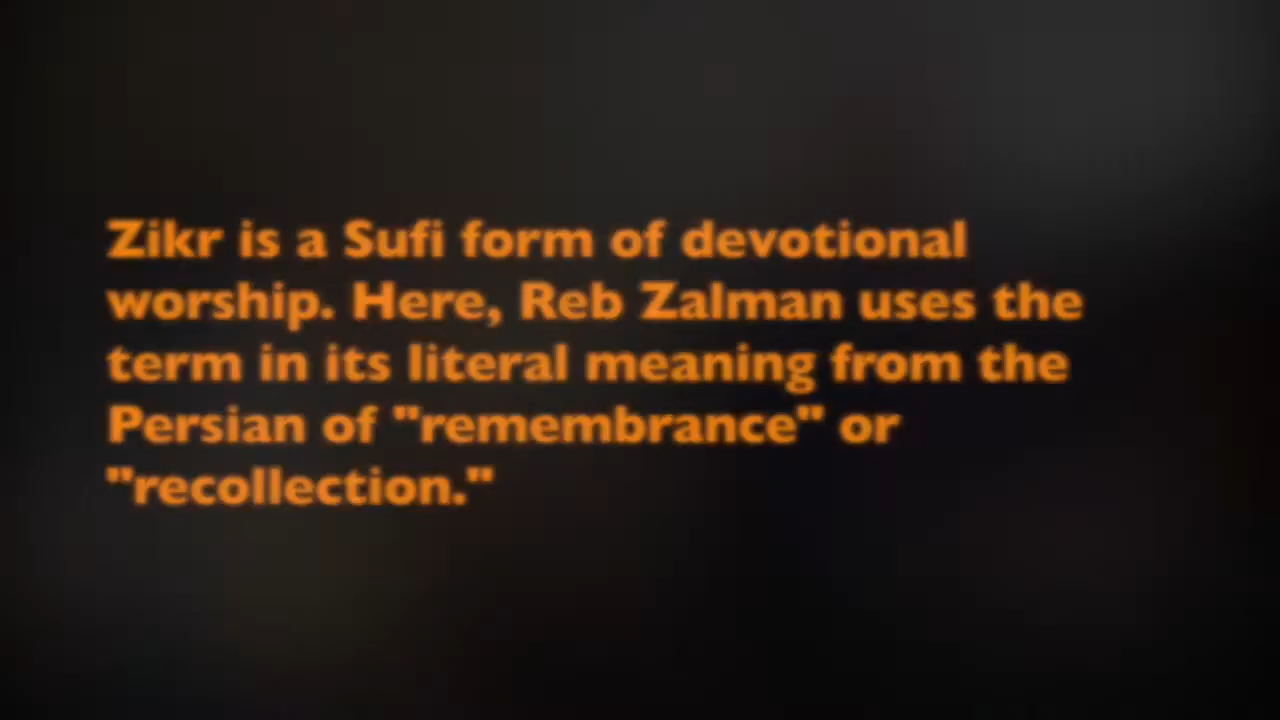 Zikr is a Sufi form of devotional
worship. Here, Reb Zalman uses the
term in its literal meaning from the
Persian of "remembrance" or
"recollection."